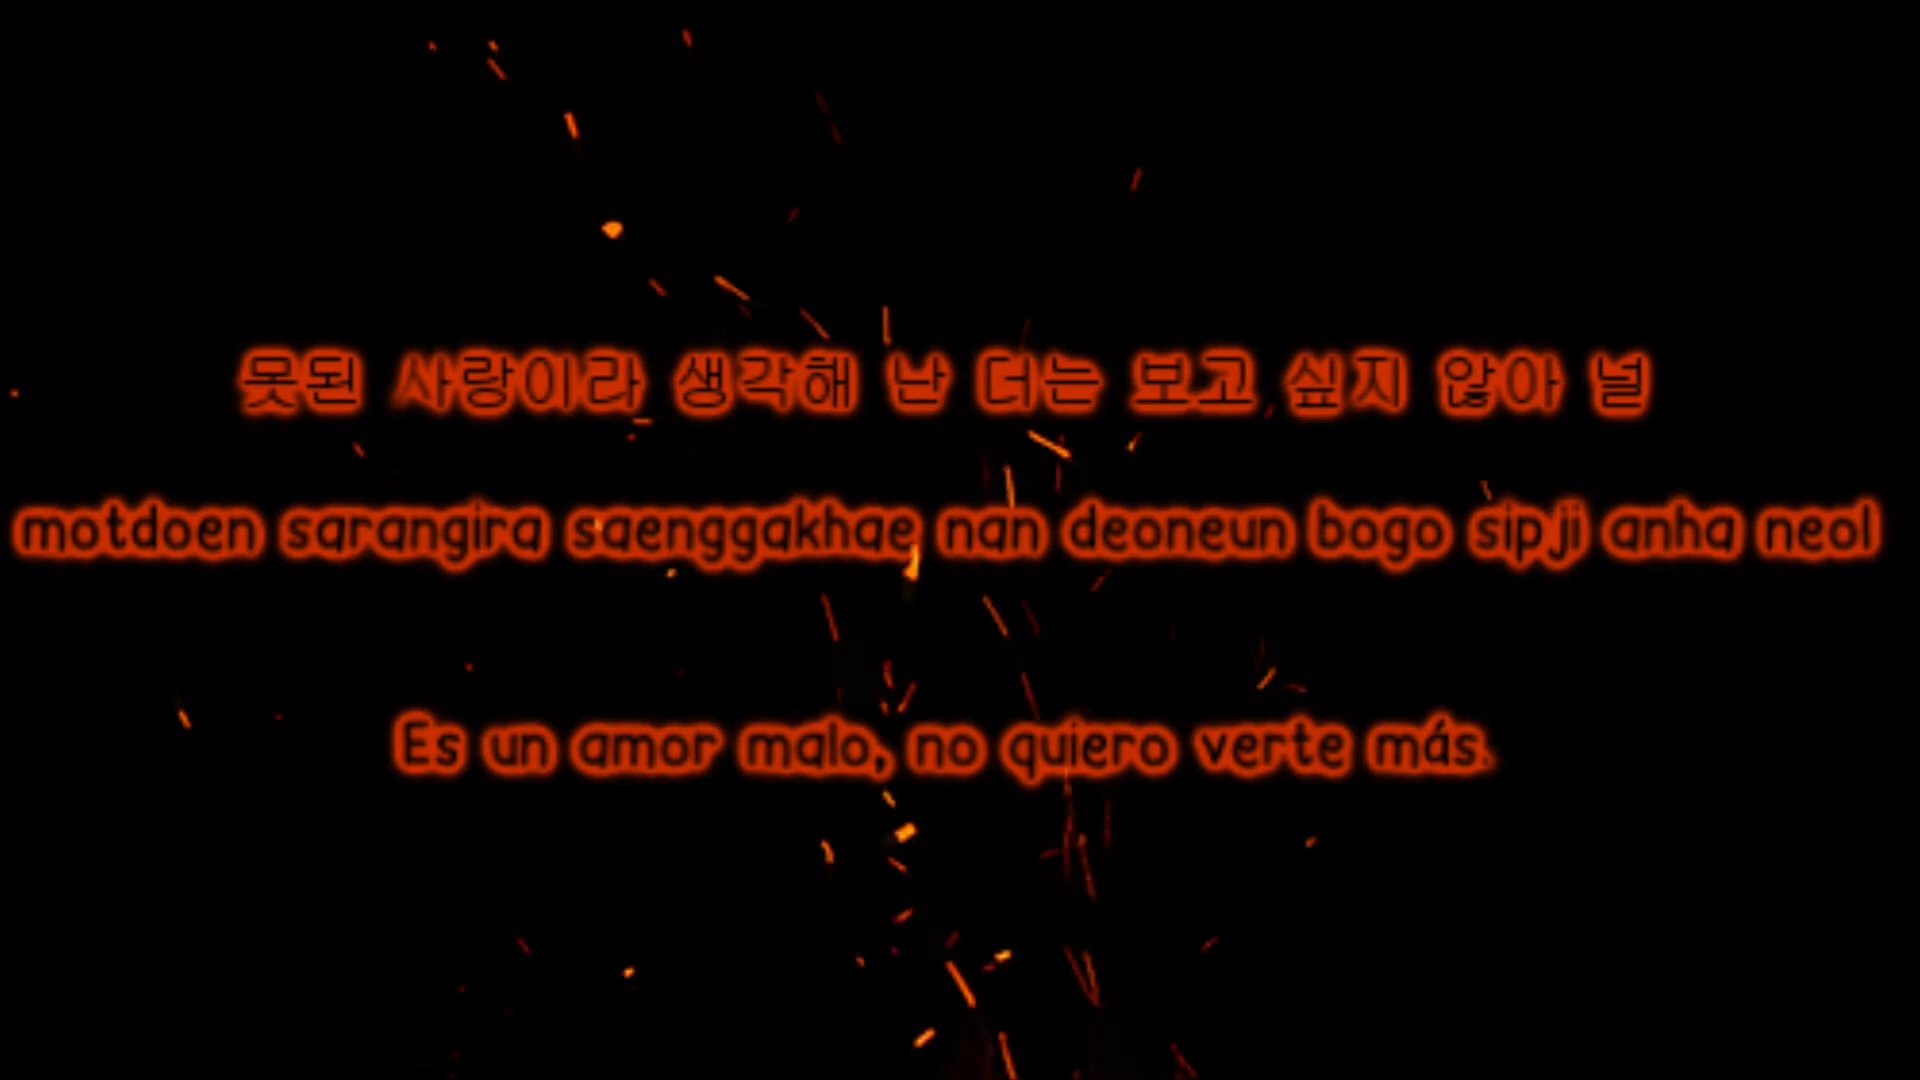 못된 사랑이라 생각해 난 더는 보고 싶지 않아 널
motdoen sarangira saenggakhae nan deoneun bogo sipji anha neol
Es un amor malo, no quiero verte más.